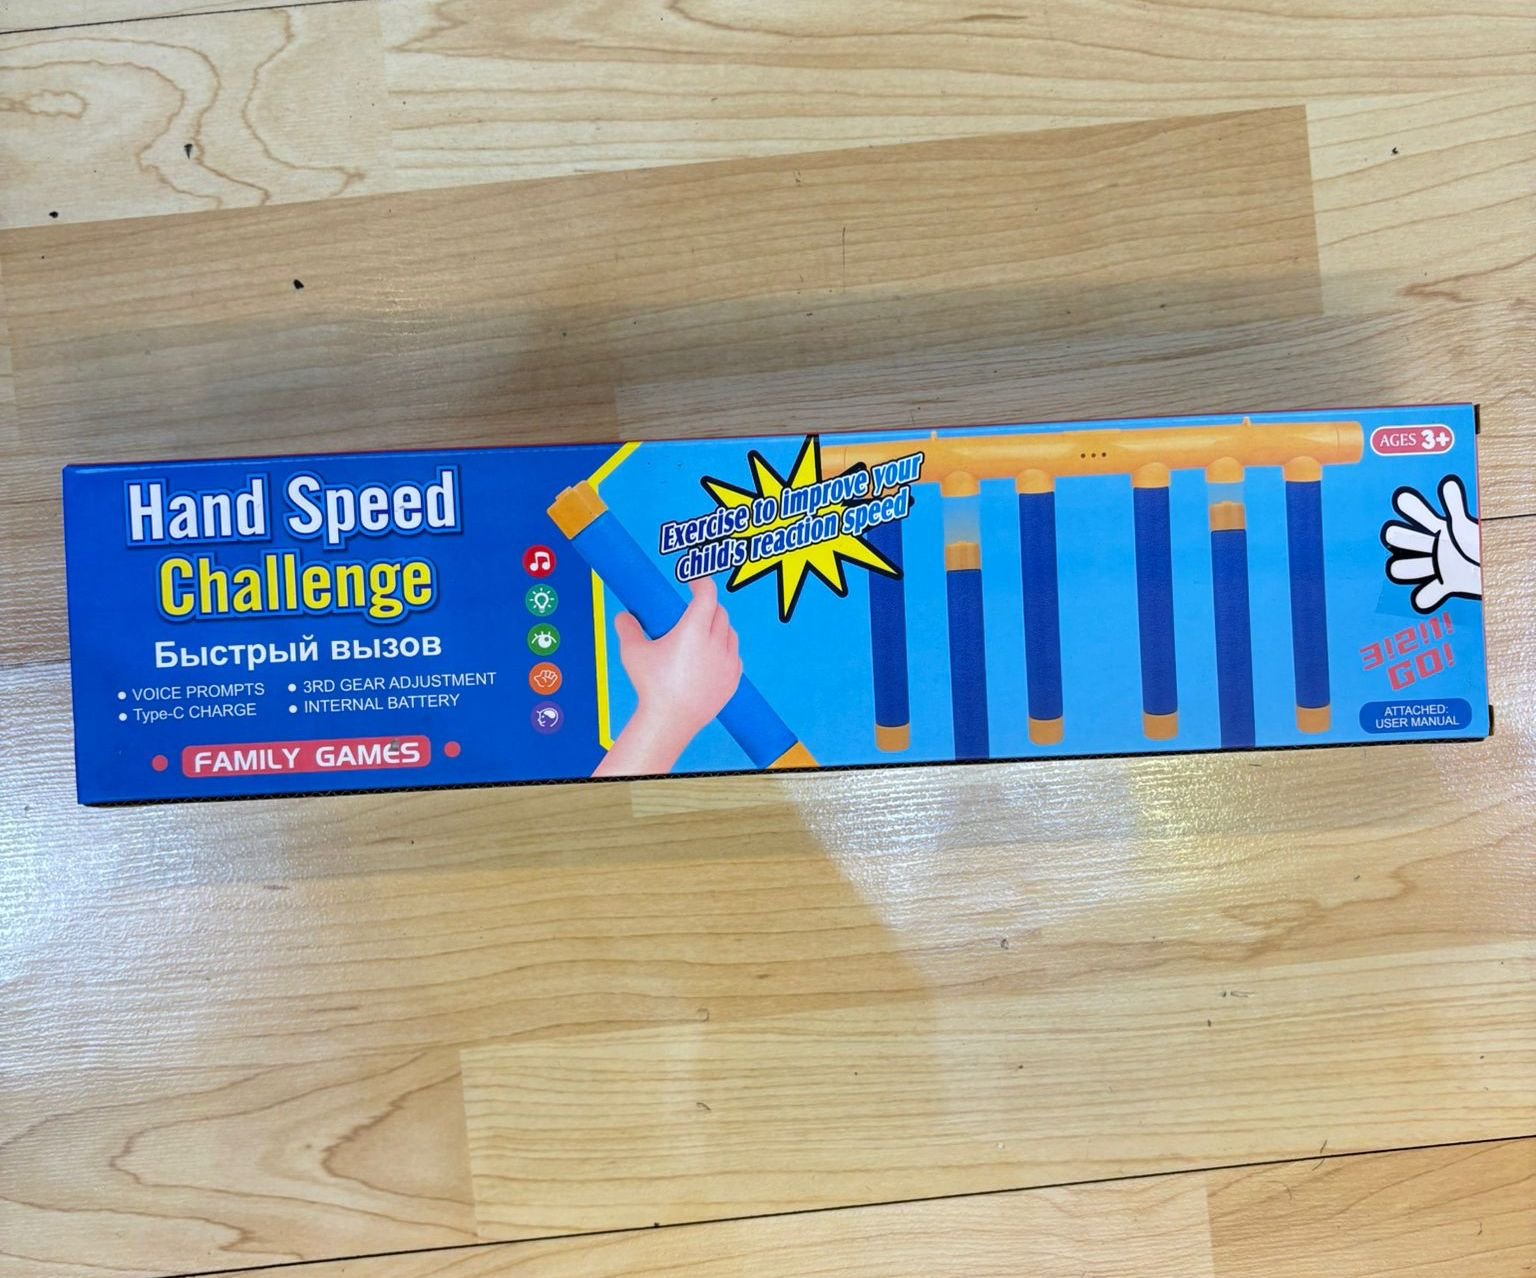 Hand Speed
Challenge
Быстрый вызов
• VOICE PROMPTS
• 3RD GEAR ADJUSTMENT
• Type-C CHARGE
• INTERNAL BATTERY
• FAMILY GAMES •
Exercise to improve your
child's reaction speed
AGES 3+
3!2!1!
GO!
ATTACHED:
USER MANUAL